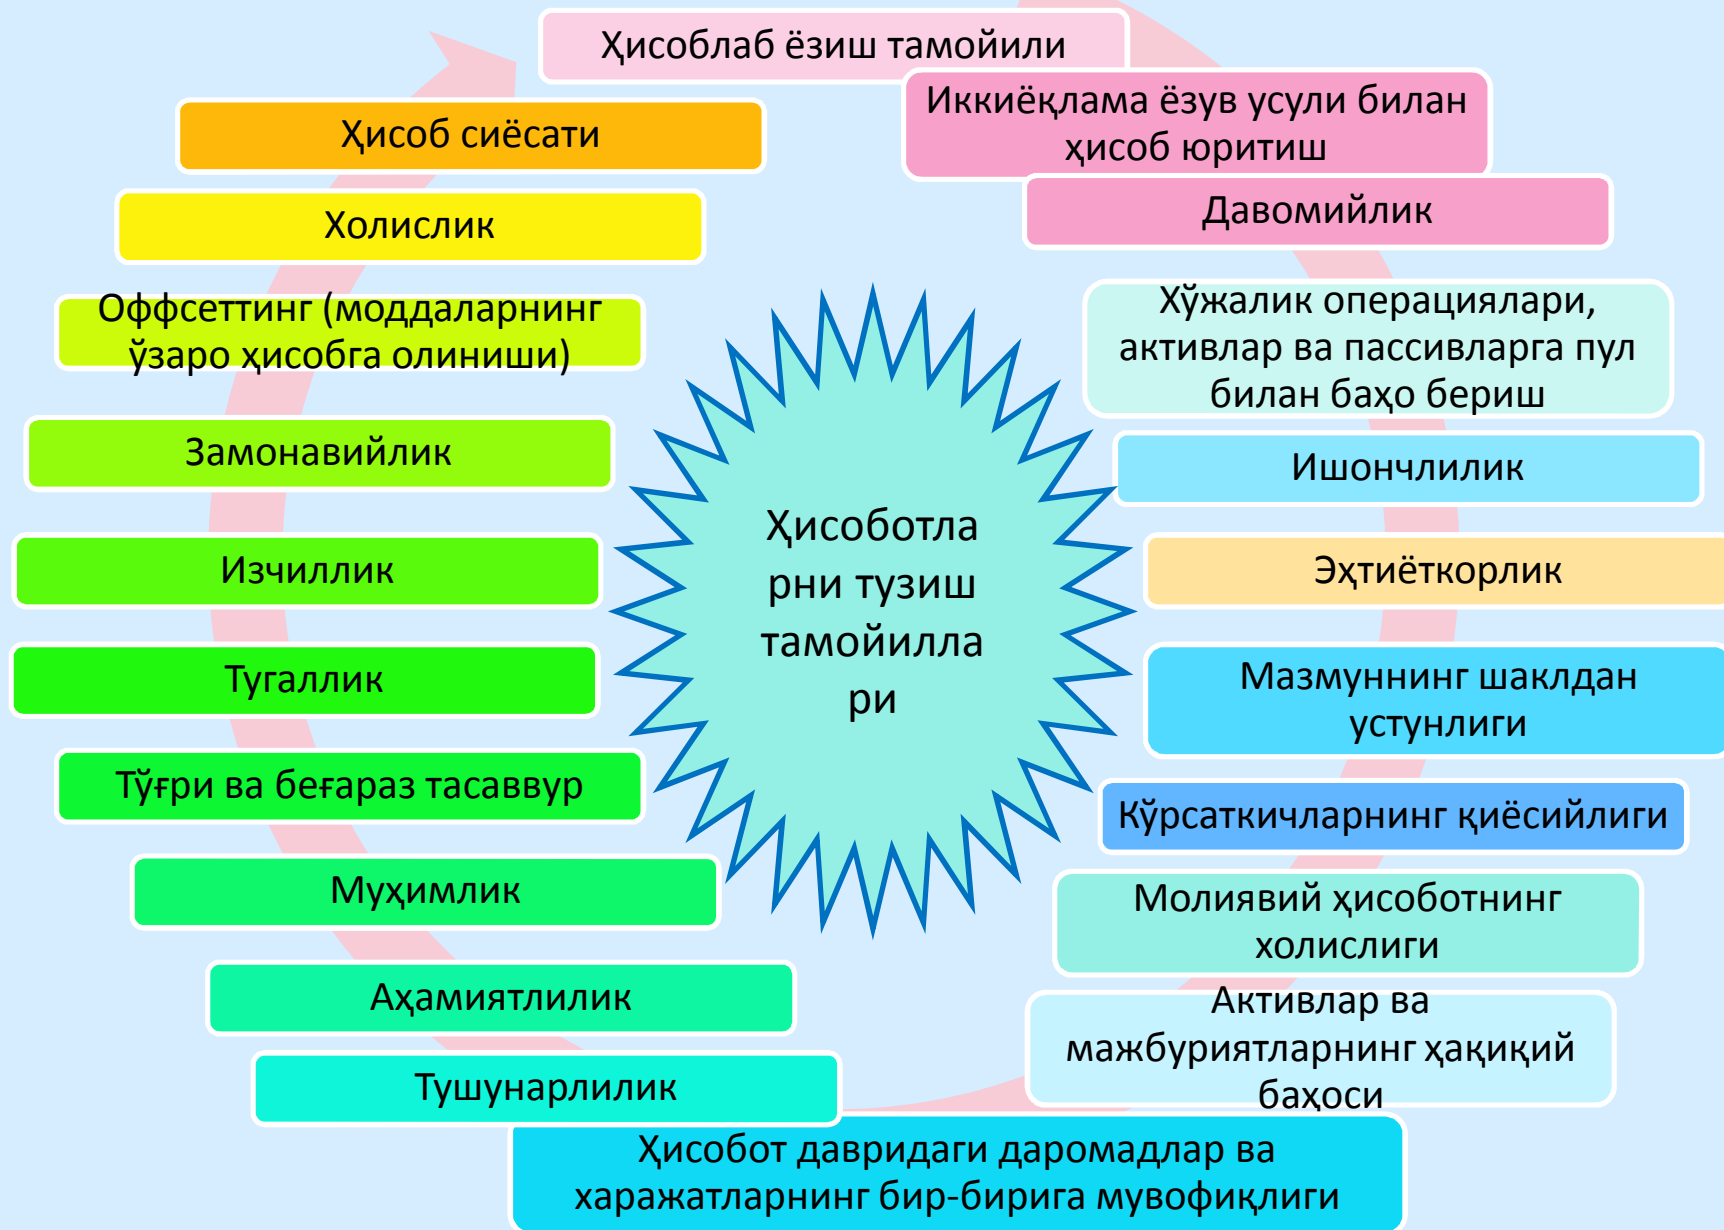 Ҳисоблаб ёзиш тамойили
Иккиёқлама ёзув усули билан
ҳисоб юритиш
Давомийлик
Хўжалик операциялари,
активлар ва пассивларга пул
билан баҳо бериш
Ишончлилик
Эҳтиёткорлик
Мазмуннинг шаклдан
устунлиги
Кўрсаткичларнинг қиёсийлиги
Молиявий ҳисоботнинг
холислиги
Активлар ва
мажбуриятларнинг ҳақиқий
баҳоси
Ҳисобот давридаги даромадлар ва
харажатларнинг бир-бирига мувофиқлиги
Тушунарлилик
Аҳамиятлилик
Муҳимлик
Тўғри ва беғараз тасаввур
Тугаллик
Изчиллик
Замонавийлик
Оффсеттинг (моддаларнинг
ўзаро ҳисобга олиниши)
Холислик
Ҳисоб сиёсати
Ҳисоботла
рни тузиш
тамойилла
ри